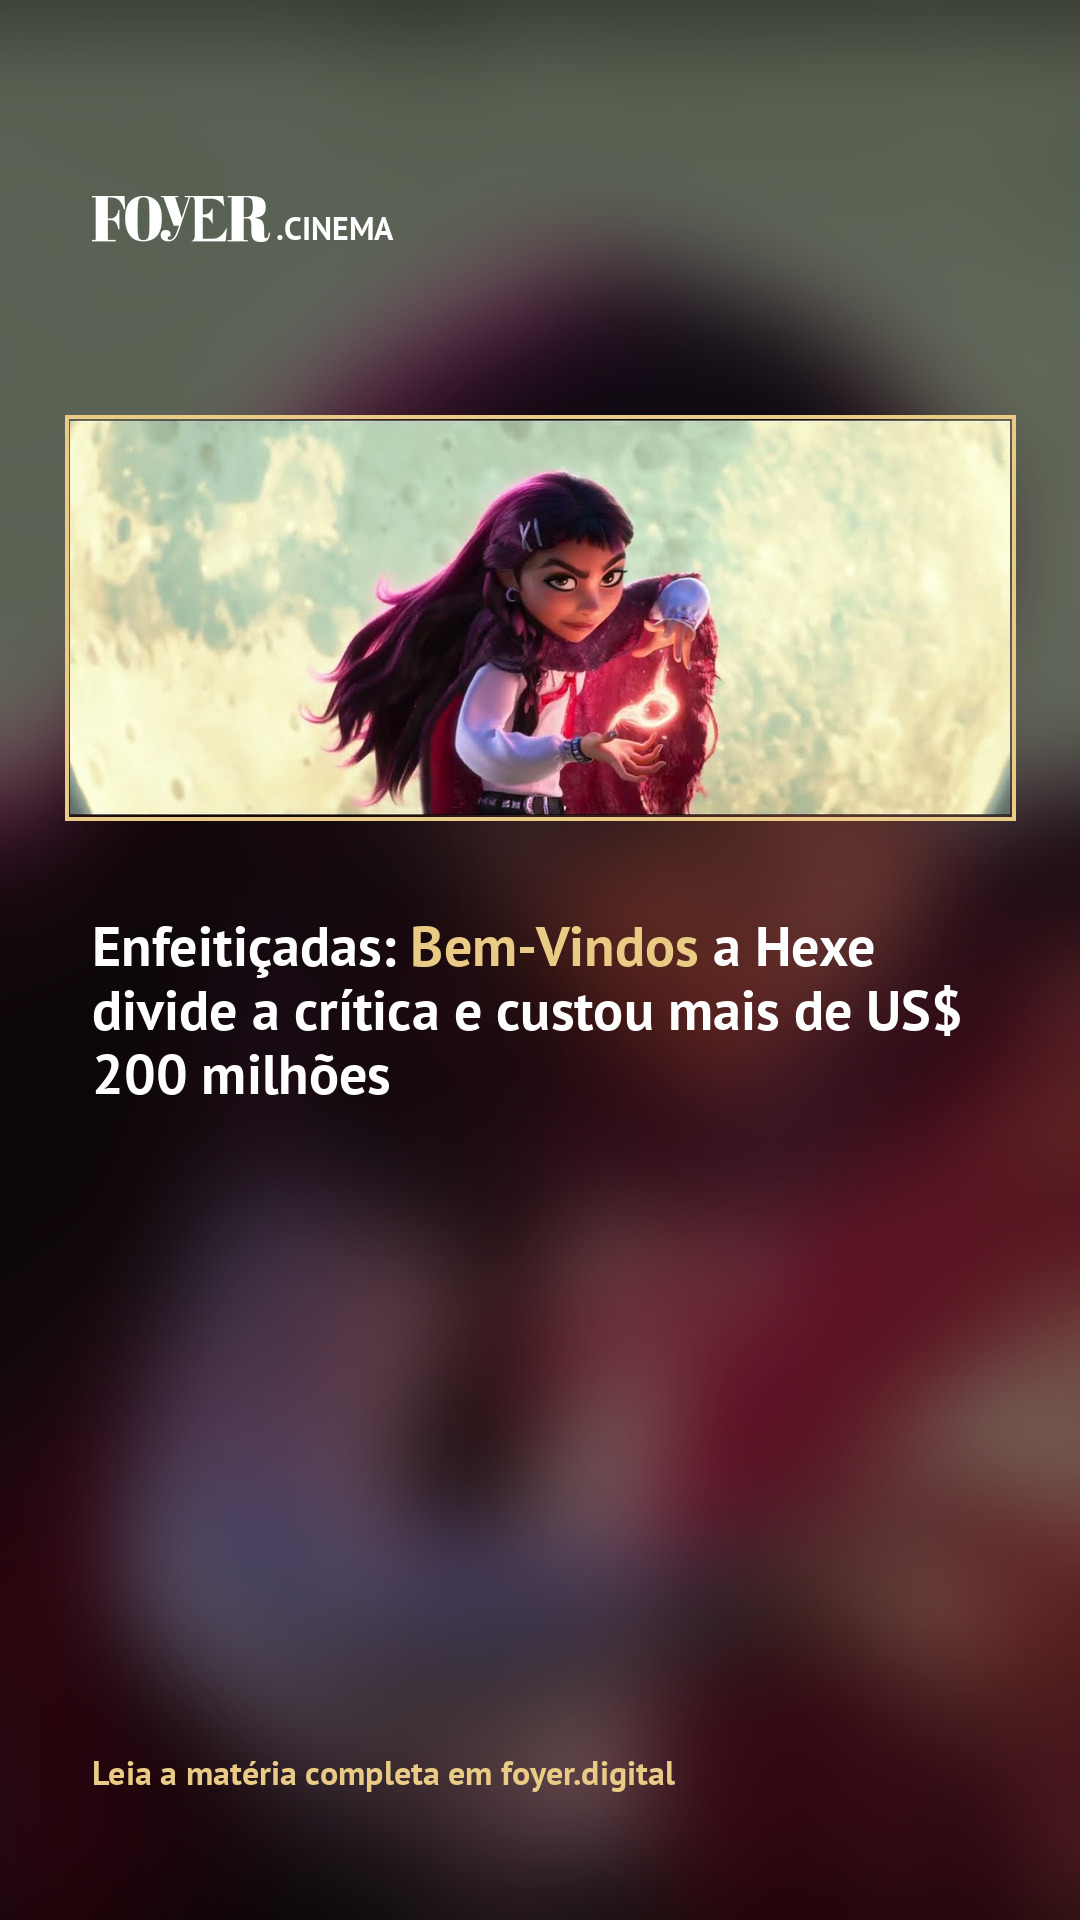 FOYER.CINEMA
Enfeitiçadas: Bem-Vindos a Hexe
divide a crítica e custou mais de US$
200 milhões
Leia a matéria completa em foyer.digital